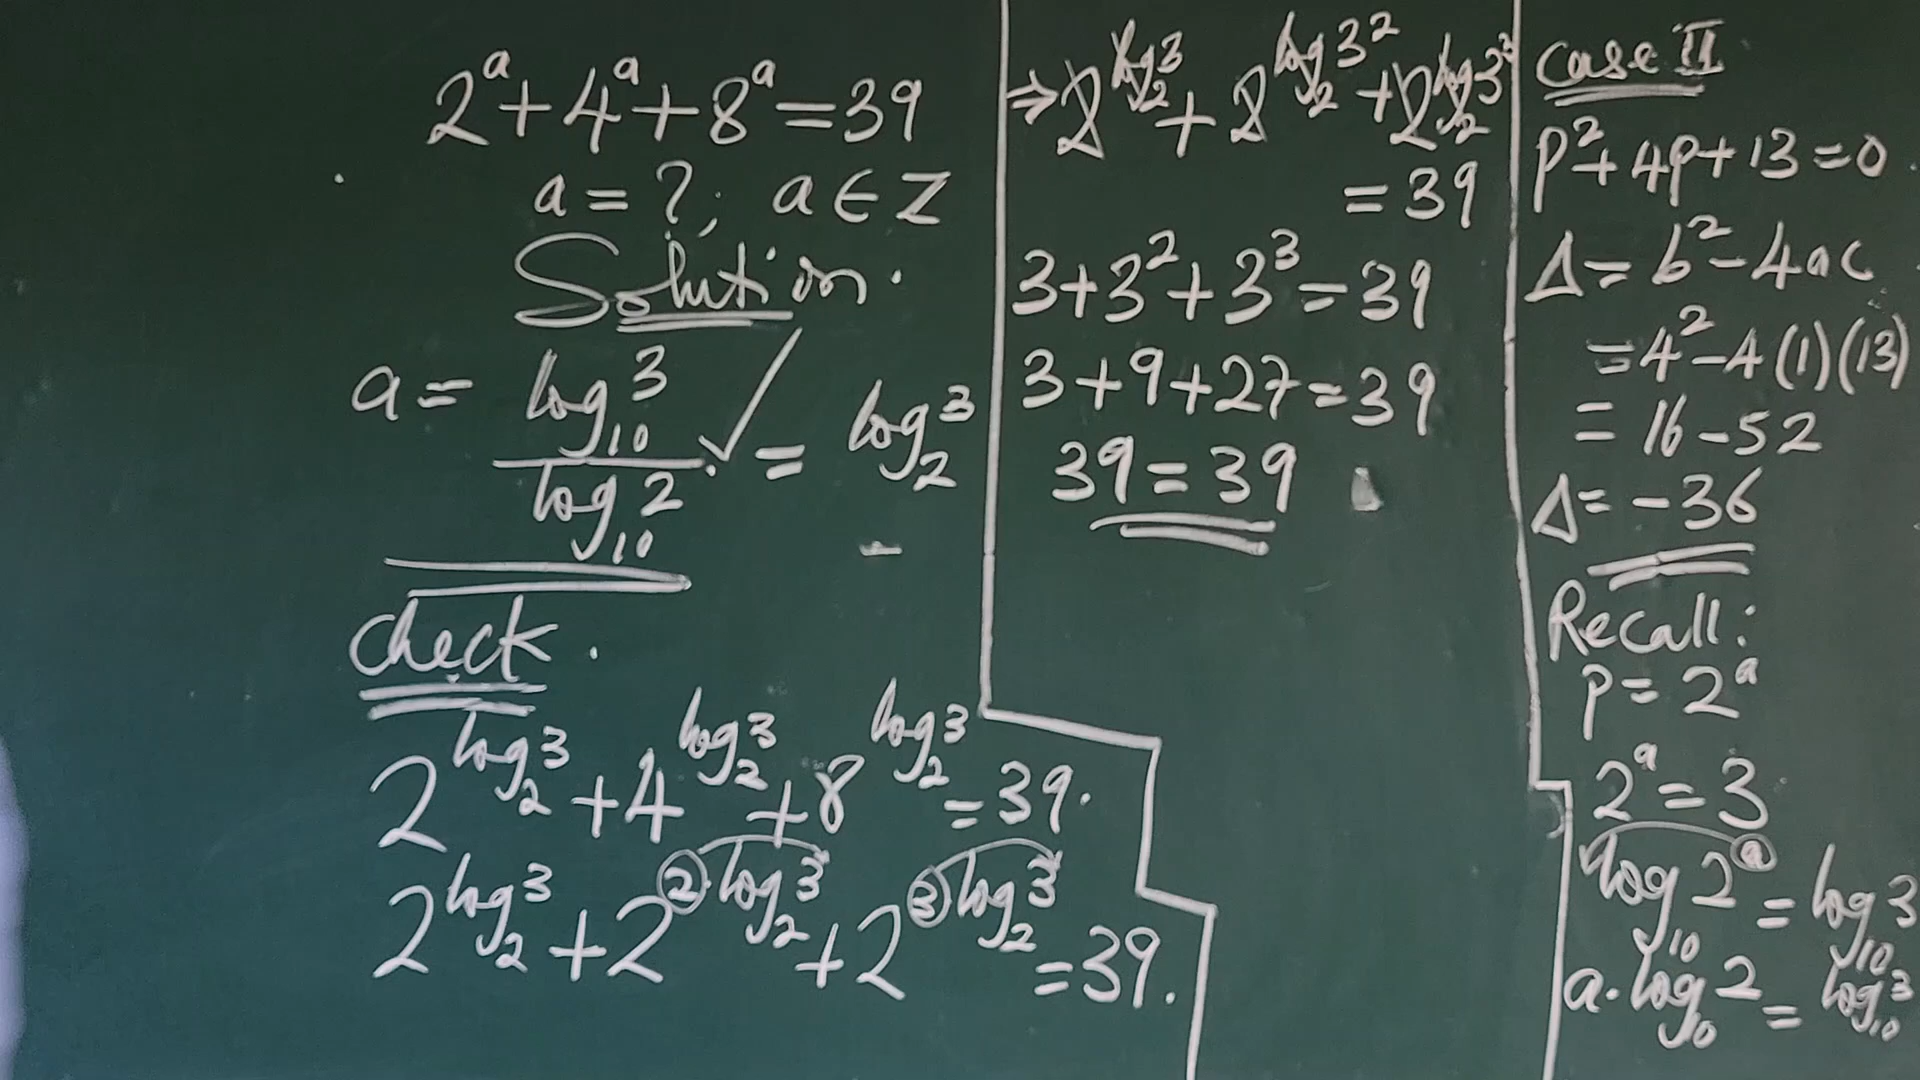 2^a + 4^a + 8^a = 39
a = ?; a ∈ Z
Solution.
a = log₁₀3 / log₁₀2 ✓ = log₂3
Check.
2^(log₂3) + 4^(log₂3) + 8^(log₂3) = 39.
2^(log₂3) + 2^(2·log₂3) + 2^(3log₂3) = 39.
⇒ 2^(log₂3) + 2^(log₂3²) + 2^(log₂3³)
= 39
3 + 3² + 3³ = 39
3 + 9 + 27 = 39
39 = 39
Case II
p² + 4p + 13 = 0
Δ = b² - 4ac
= 4² - 4(1)(13)
= 16 - 52
Δ = -36
Recall:
p = 2^a
2^a = 3
log₁₀2^a = log₁₀3
a·log₁₀2 = log₁₀3